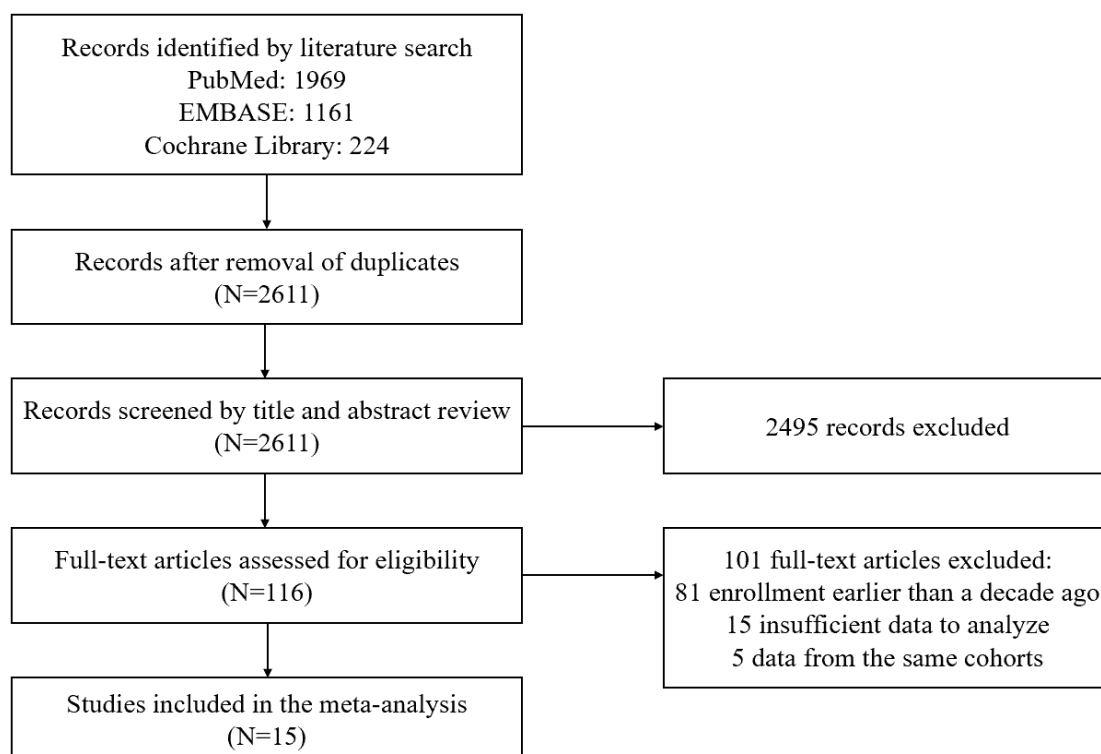 Records identified by literature search
PubMed: 1969
EMBASE: 1161
Cochrane Library: 224
Records after removal of duplicates
(N=2611)
Records screened by title and abstract review
(N=2611)
2495 records excluded
Full-text articles assessed for eligibility
(N=116)
101 full-text articles excluded:
81 enrollment earlier than a decade ago
15 insufficient data to analyze
5 data from the same cohorts
Studies included in the meta-analysis
(N=15)